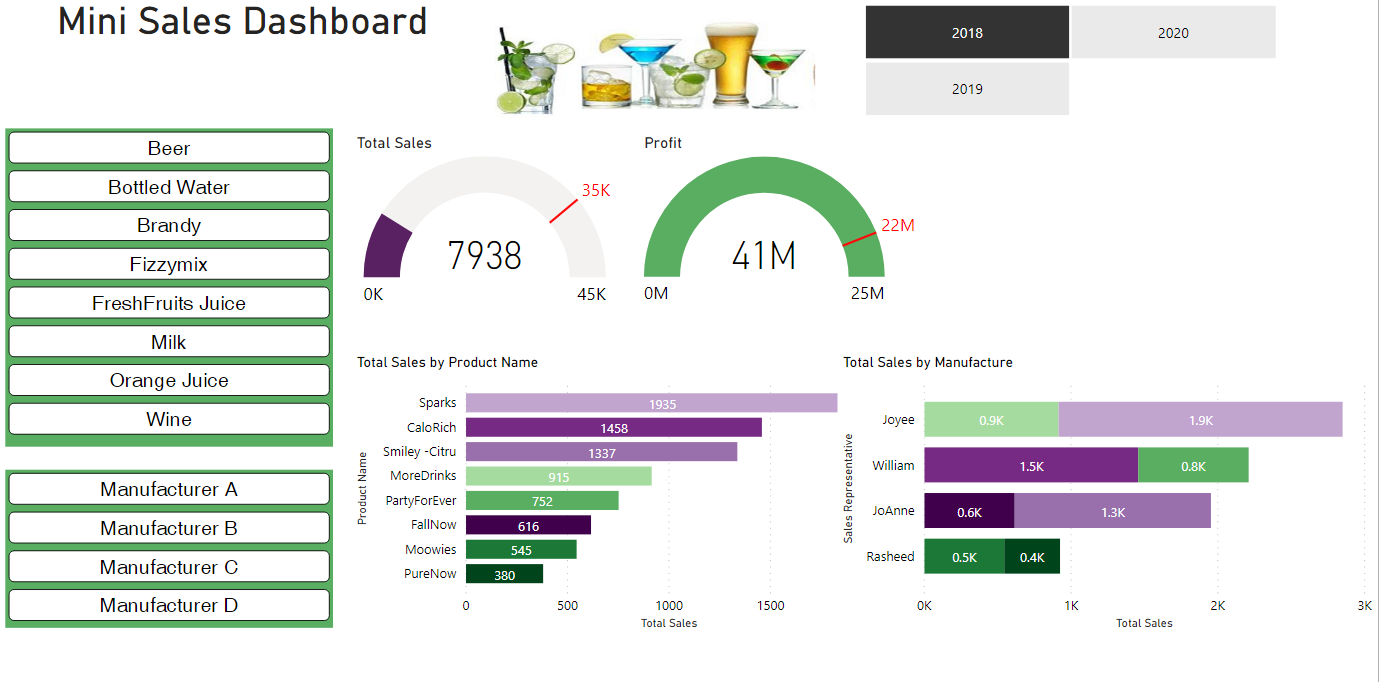 Mini Sales Dashboard
2018
2020
2019
Beer
Bottled Water
Brandy
Fizzymix
FreshFruits Juice
Milk
Orange Juice
Wine
Manufacturer A
Manufacturer B
Manufacturer C
Manufacturer D
Total Sales
35K
7938
0K
45K
Profit
22M
41M
0M
25M
Total Sales by Product Name
Product Name
Sparks 1935
CaloRich 1458
Smiley -Citru 1337
MoreDrinks 915
PartyForEver 752
FallNow 616
Moowies 545
PureNow 380
0 500 1000 1500
Total Sales
Total Sales by Manufacture
Sales Representative
Joyee 0.9K 1.9K
William 1.5K 0.8K
JoAnne 0.6K 1.3K
Rasheed 0.5K 0.4K
0K 1K 2K 3K
Total Sales